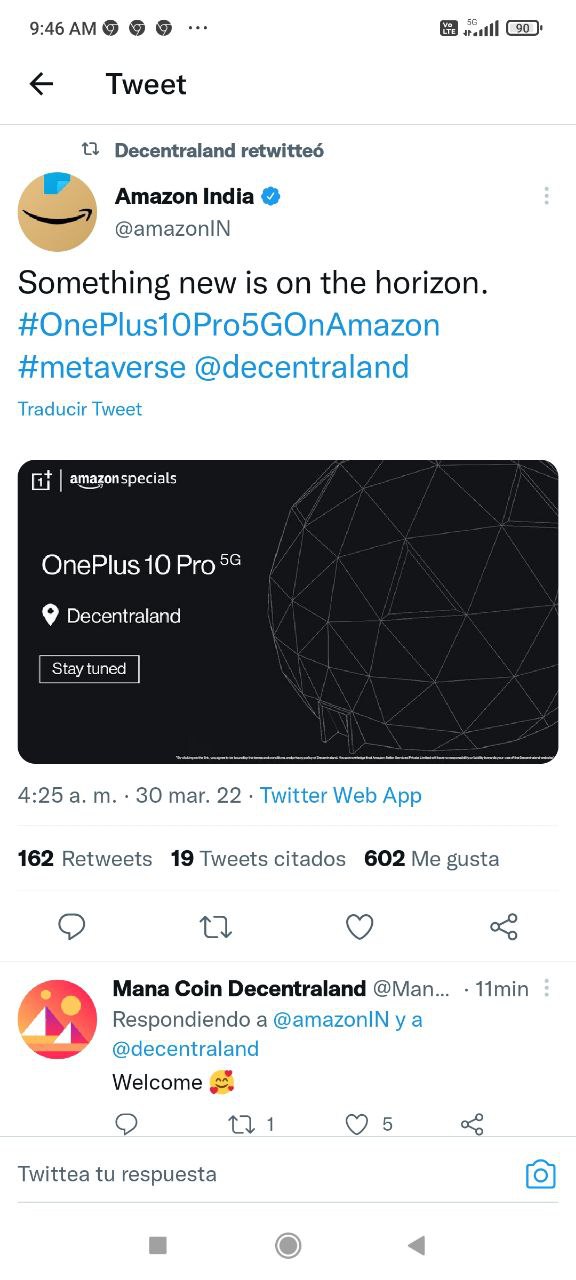 9:46 AM ... Vo LTE 5G 90
Tweet
Decentraland retwitteó
Amazon India
@amazonIN
Something new is on the horizon.
#OnePlus10Pro5GOnAmazon
#metaverse @decentraland
Traducir Tweet
1+ | amazonspecials
OnePlus 10 Pro 5G
Decentraland
Stay tuned
4:25 a. m. · 30 mar. 22 · Twitter Web App
162 Retweets 19 Tweets citados 602 Me gusta
Mana Coin Decentraland @Man... · 11min
Respondiendo a @amazonIN y a
@decentraland
Welcome 🥰
1 5
Twittea tu respuesta